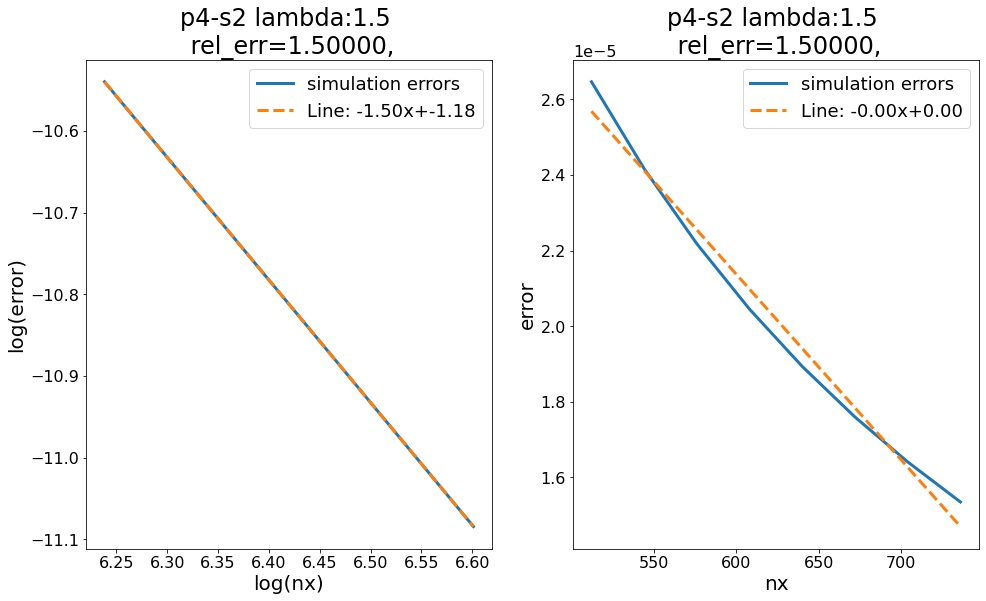 p4-s2 lambda:1.5
rel_err=1.50000,
simulation errors
Line: -1.50x+-1.18
log(error)
−10.6
−10.7
−10.8
−10.9
−11.0
−11.1
6.25 6.30 6.35 6.40 6.45 6.50 6.55 6.60
log(nx)
p4-s2 lambda:1.5
rel_err=1.50000,
1e−5
simulation errors
Line: -0.00x+0.00
error
2.6
2.4
2.2
2.0
1.8
1.6
550 600 650 700
nx